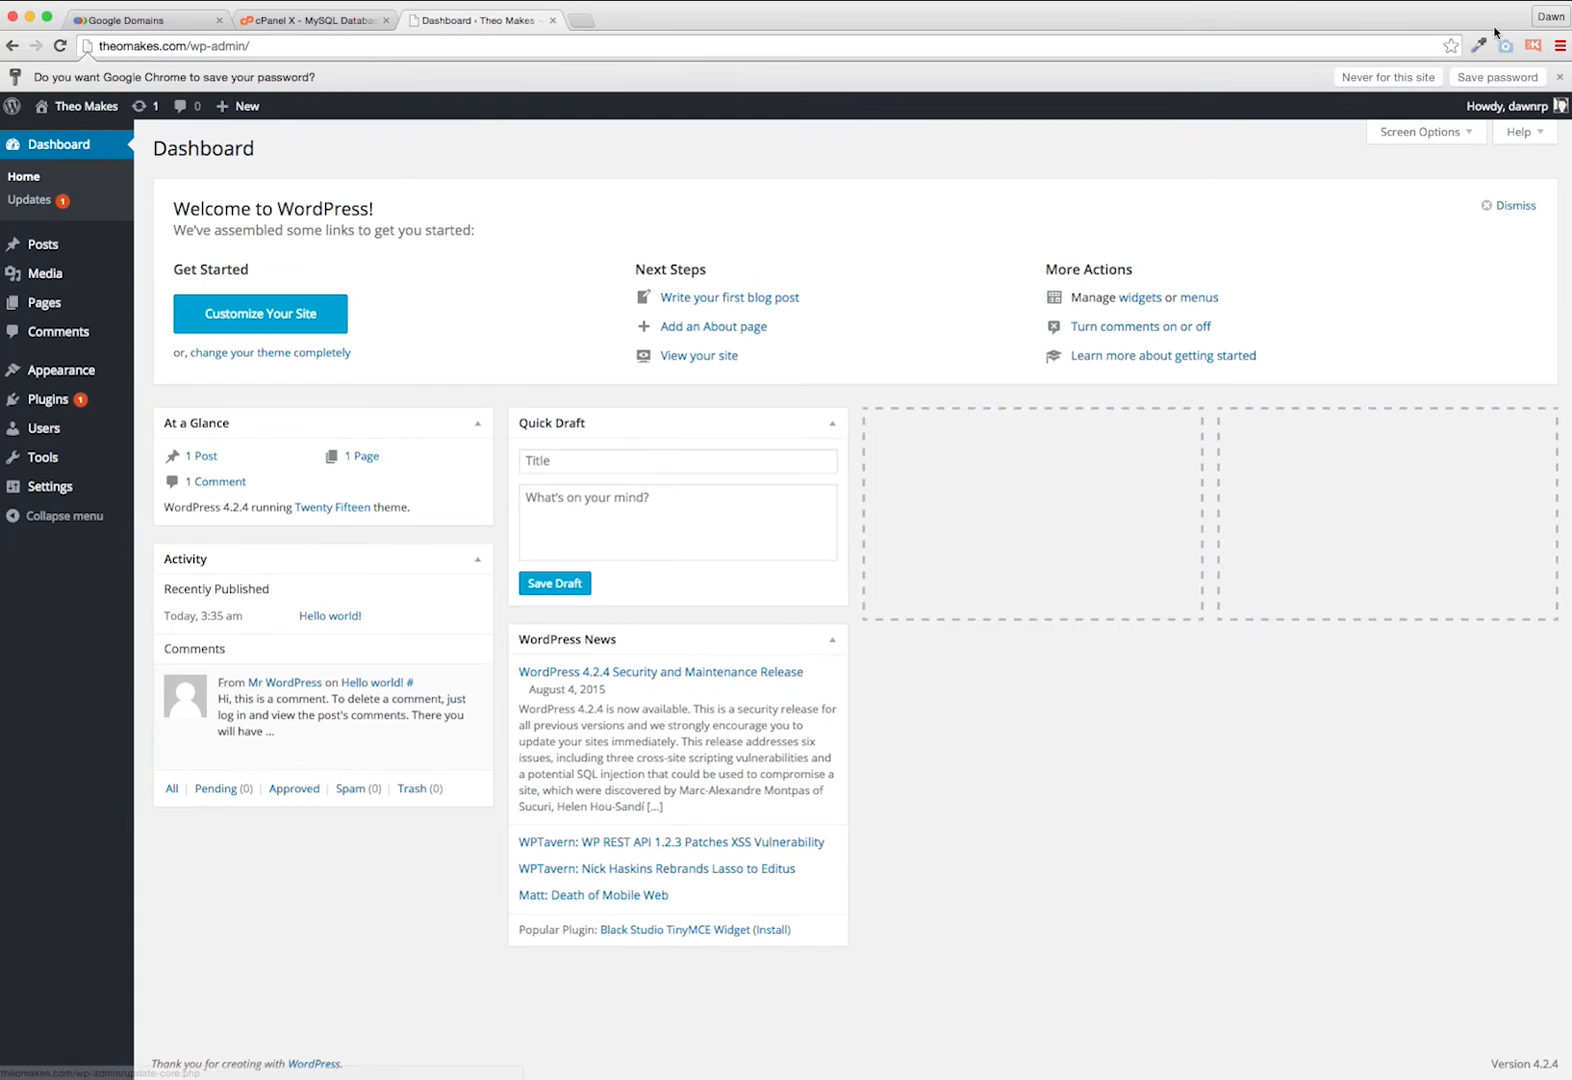 Google Domains
cPanel X - MySQL Databas
Dashboard ‹ Theo Makes
Dawn
theomakes.com/wp-admin/
Do you want Google Chrome to save your password?
Never for this site
Save password
Theo Makes
1
0
New
Howdy, dawnrp
Dashboard
Home
Updates 1
Posts
Media
Pages
Comments
Appearance
Plugins 1
Users
Tools
Settings
Collapse menu
Screen Options
Help
Dashboard
Welcome to WordPress!
Dismiss
We've assembled some links to get you started:
Get Started
Customize Your Site
or, change your theme completely
Next Steps
Write your first blog post
Add an About page
View your site
More Actions
Manage widgets or menus
Turn comments on or off
Learn more about getting started
At a Glance
1 Post
1 Page
1 Comment
WordPress 4.2.4 running Twenty Fifteen theme.
Activity
Recently Published
Today, 3:35 am
Hello world!
Comments
From Mr WordPress on Hello world! #
Hi, this is a comment. To delete a comment, just
log in and view the post's comments. There you
will have ...
All | Pending (0) | Approved | Spam (0) | Trash (0)
Quick Draft
Title
What's on your mind?
Save Draft
WordPress News
WordPress 4.2.4 Security and Maintenance Release
August 4, 2015
WordPress 4.2.4 is now available. This is a security release for
all previous versions and we strongly encourage you to
update your sites immediately. This release addresses six
issues, including three cross-site scripting vulnerabilities and
a potential SQL injection that could be used to compromise a
site, which were discovered by Marc-Alexandre Montpas of
Sucuri, Helen Hou-Sandí [...]
WPTavern: WP REST API 1.2.3 Patches XSS Vulnerability
WPTavern: Nick Haskins Rebrands Lasso to Editus
Matt: Death of Mobile Web
Popular Plugin: Black Studio TinyMCE Widget (Install)
Thank you for creating with WordPress.
Version 4.2.4
theomakes.com/wp-admin/update-core.php